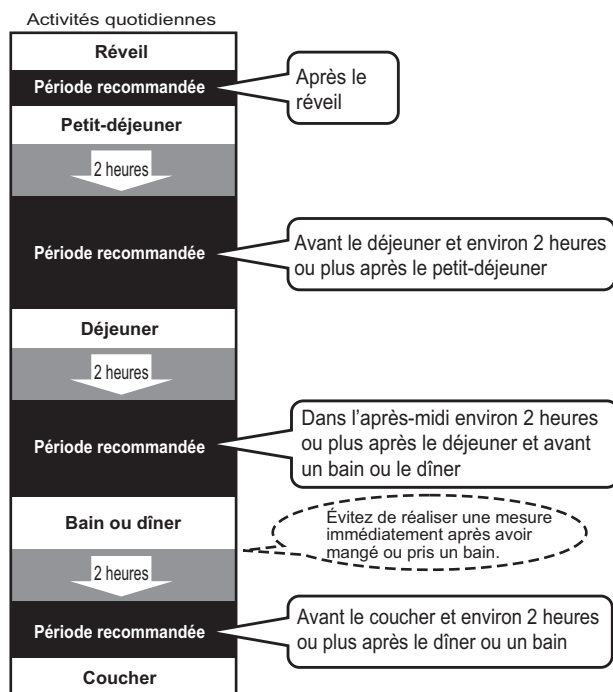 Activités quotidiennes
Réveil
Période recommandée
Après le
réveil
Petit-déjeuner
2 heures
Période recommandée
Avant le déjeuner et environ 2 heures
ou plus après le petit-déjeuner
Déjeuner
2 heures
Période recommandée
Dans l'après-midi environ 2 heures
ou plus après le déjeuner et avant
un bain ou le dîner
Bain ou dîner
Évitez de réaliser une mesure
immédiatement après avoir
mangé ou pris un bain.
2 heures
Période recommandée
Avant le coucher et environ 2 heures
ou plus après le dîner ou un bain
Coucher